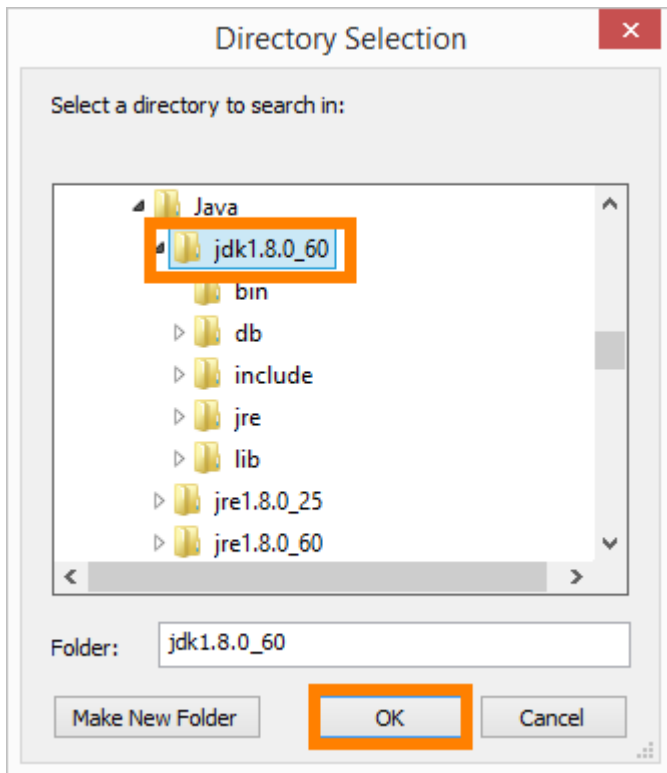 Directory Selection
Select a directory to search in:
Java
jdk1.8.0_60
bin
db
include
jre
lib
jre1.8.0_25
jre1.8.0_60
Folder: jdk1.8.0_60
Make New Folder OK Cancel